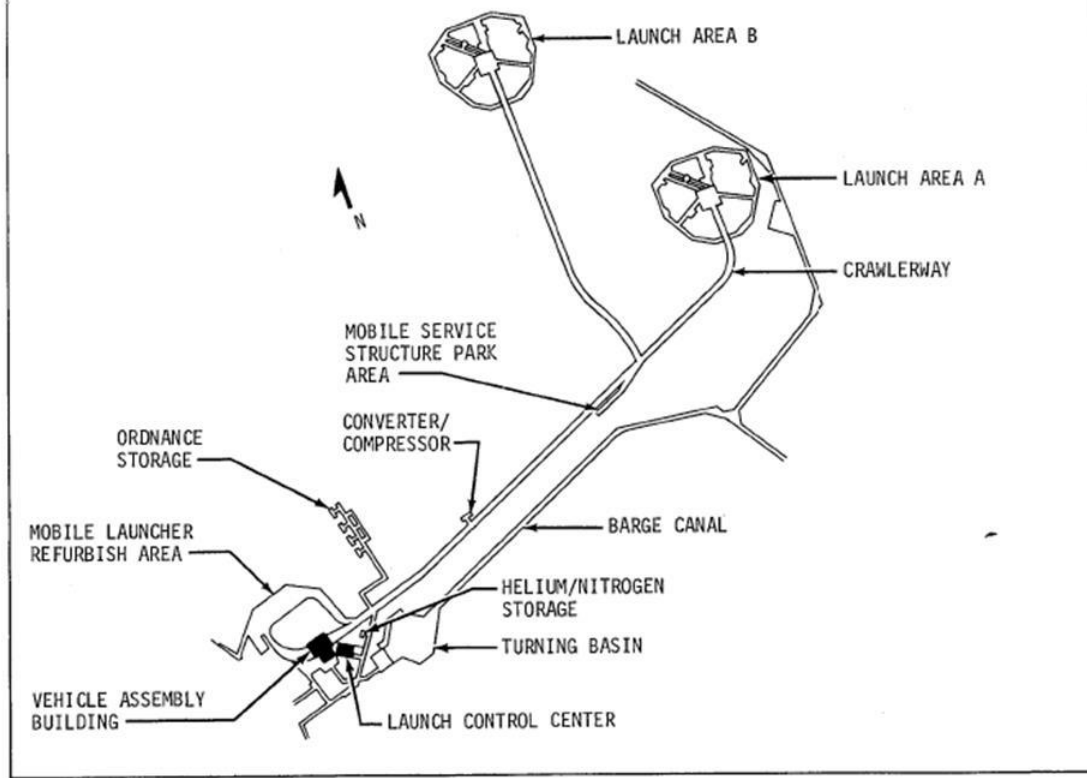 LAUNCH AREA B
LAUNCH AREA A
N
CRAWLERWAY
MOBILE SERVICE
STRUCTURE PARK
AREA
CONVERTER/
COMPRESSOR
ORDNANCE
STORAGE
BARGE CANAL
MOBILE LAUNCHER
REFURBISH AREA
HELIUM/NITROGEN
STORAGE
TURNING BASIN
VEHICLE ASSEMBLY
BUILDING
LAUNCH CONTROL CENTER